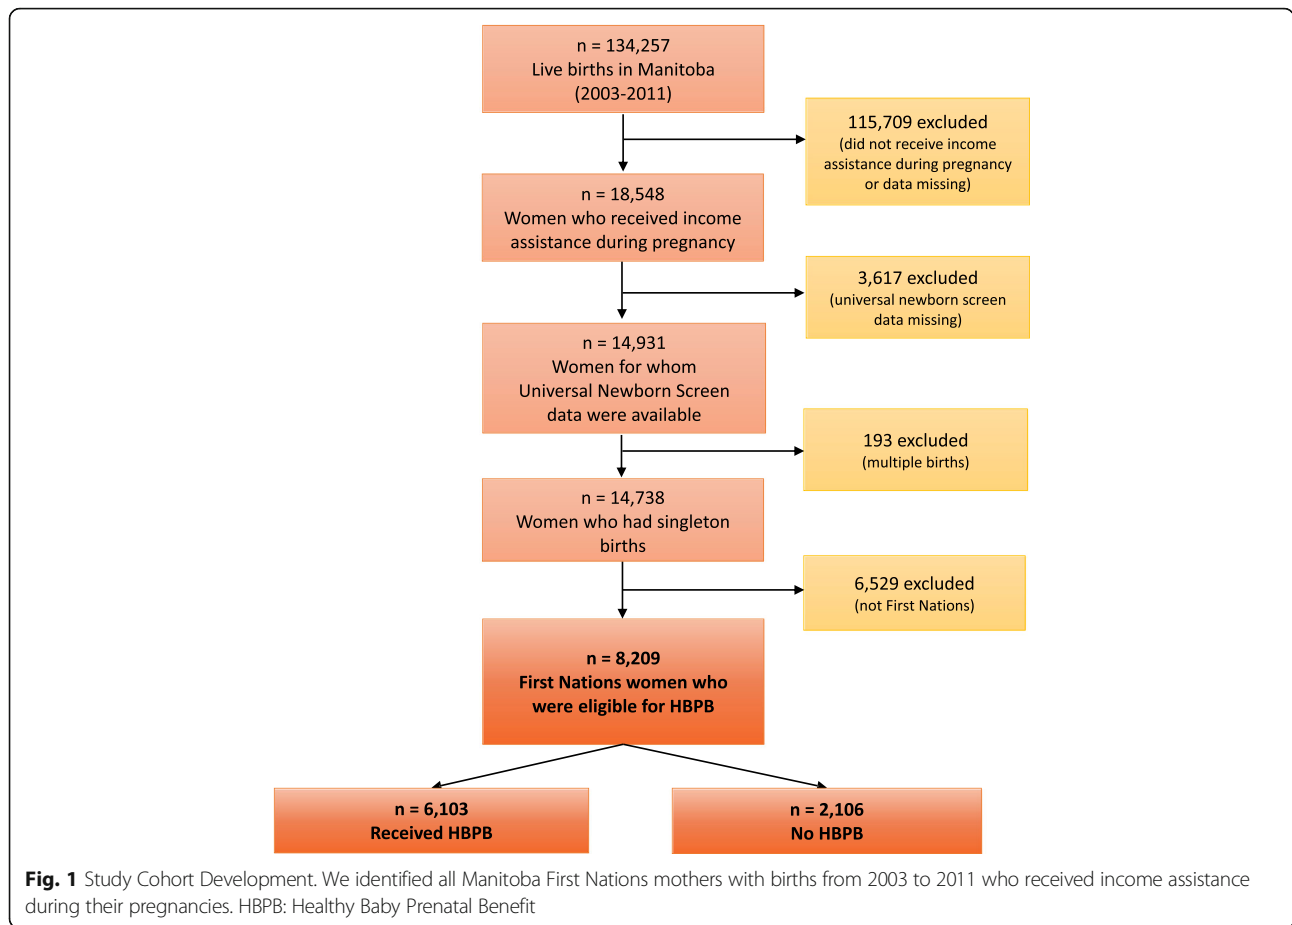 n = 134,257
Live births in Manitoba
(2003-2011)
115,709 excluded
(did not receive income
assistance during pregnancy
or data missing)
n = 18,548
Women who received income
assistance during pregnancy
3,617 excluded
(universal newborn screen
data missing)
n = 14,931
Women for whom
Universal Newborn Screen
data were available
193 excluded
(multiple births)
n = 14,738
Women who had singleton
births
6,529 excluded
(not First Nations)
n = 8,209
First Nations women who
were eligible for HBPB
n = 6,103
Received HBPB
n = 2,106
No HBPB
Fig. 1 Study Cohort Development. We identified all Manitoba First Nations mothers with births from 2003 to 2011 who received income assistance
during their pregnancies. HBPB: Healthy Baby Prenatal Benefit